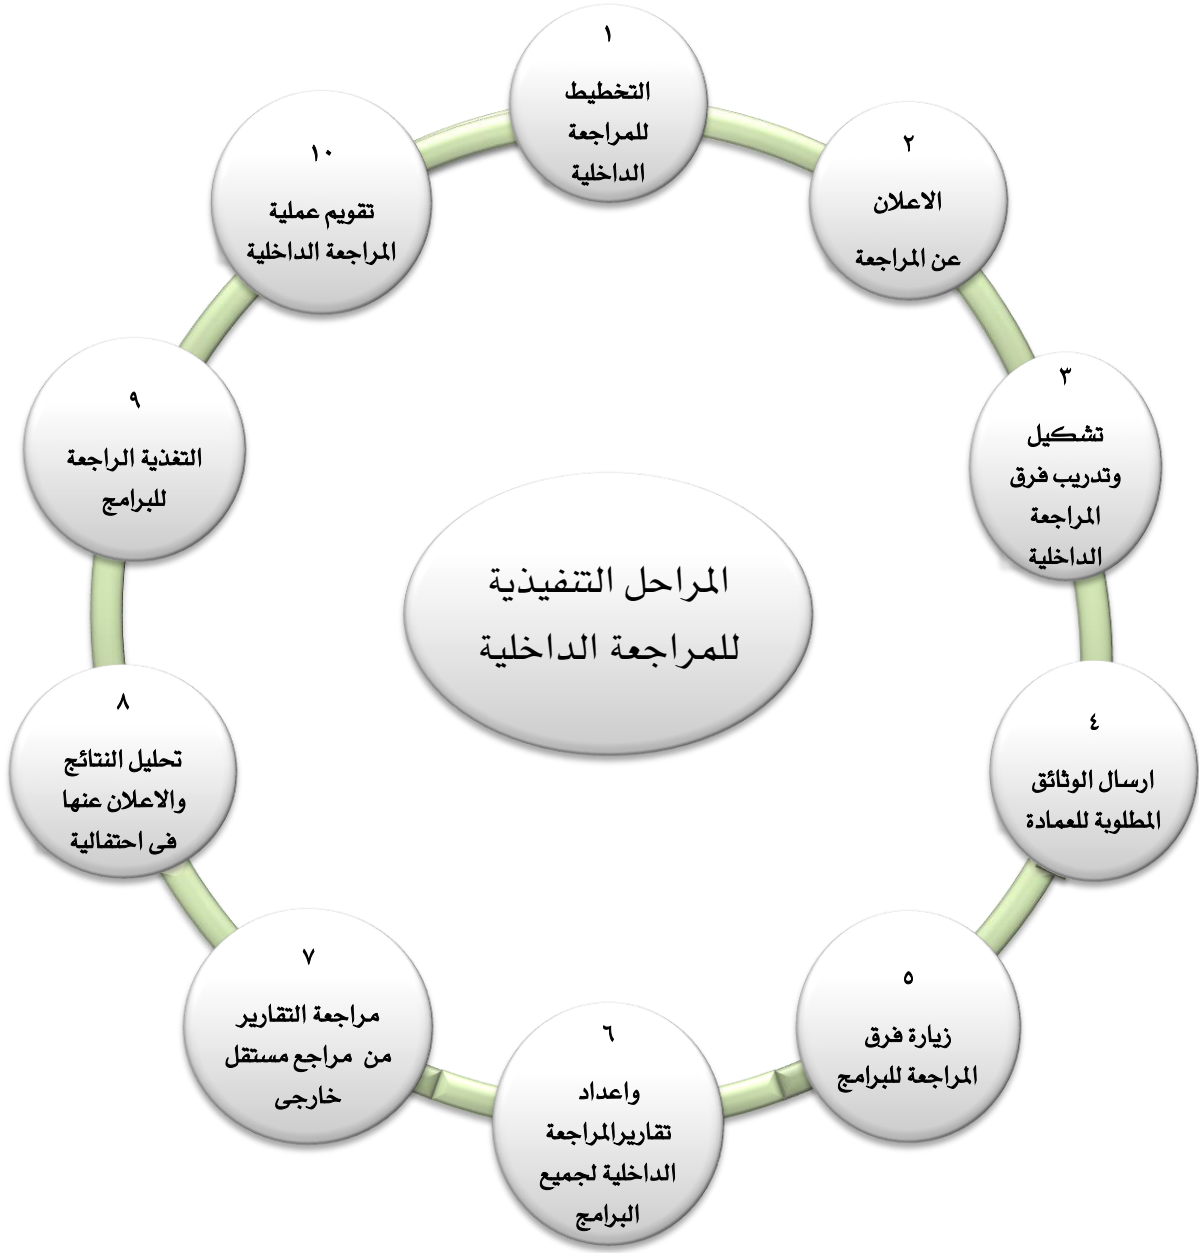 ١
التخطيط
للمراجعة
الداخلية
٢
الاعلان
عن المراجعة
٣
تشكيل
وتدريب فرق
المراجعة
الداخلية
٤
ارسال الوثائق
المطلوبة للعمادة
٥
زيارة فرق
المراجعة للبرامج
٦
واعداد
تقاريرالمراجعة
الداخلية لجميع
البرامج
٧
مراجعة التقارير
من مراجع مستقل
خارجى
٨
تحليل النتائج
والاعلان عنها
فى احتفالية
٩
التغذية الراجعة
للبرامج
١٠
تقويم عملية
المراجعة الداخلية
المراحل التنفيذية
للمراجعة الداخلية